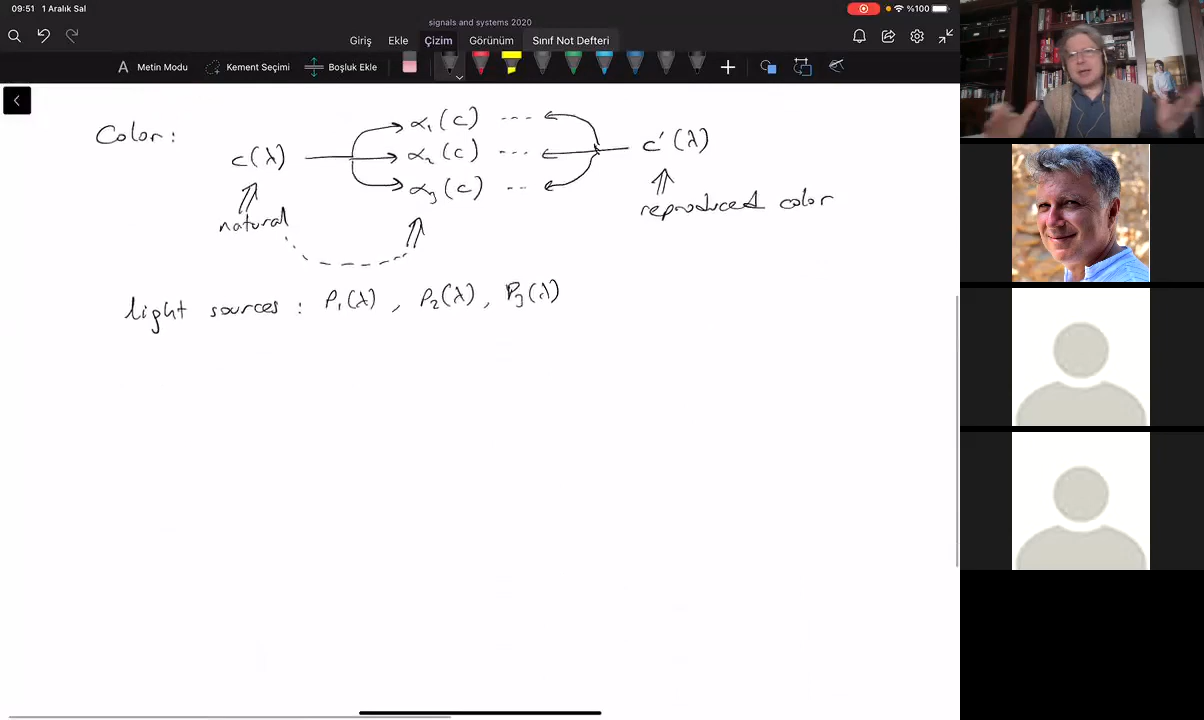 09:51 1 Aralık Sal
%100
signals and systems 2020
Giriş Ekle Çizim Görünüm Sınıf Not Defteri
A Metin Modu Kement Seçimi Boşluk Ekle
Color:
c(λ) α₁(c) --- c'(λ)
α₂(c) ---
α₃(c) --
natural reproduced color
light sources : P₁(λ) , P₂(λ) , P₃(λ)